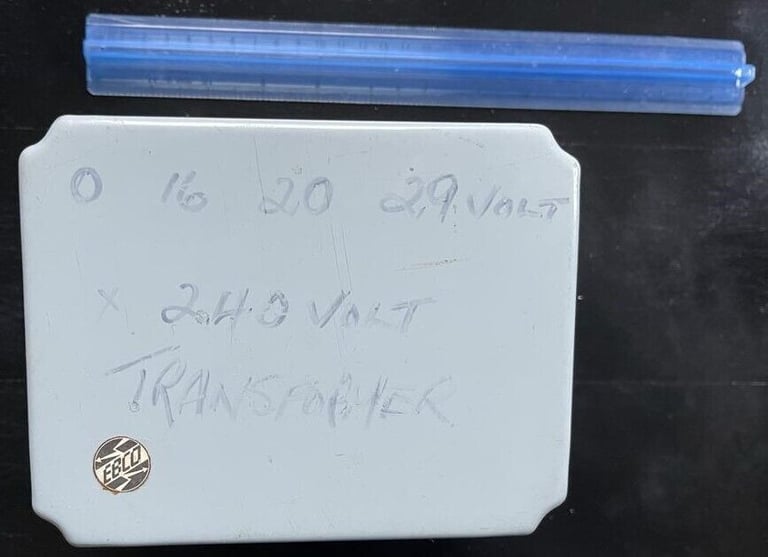 0 16 20 29 VOLT
x 240 VOLT
TRANSFORMER
EBCO